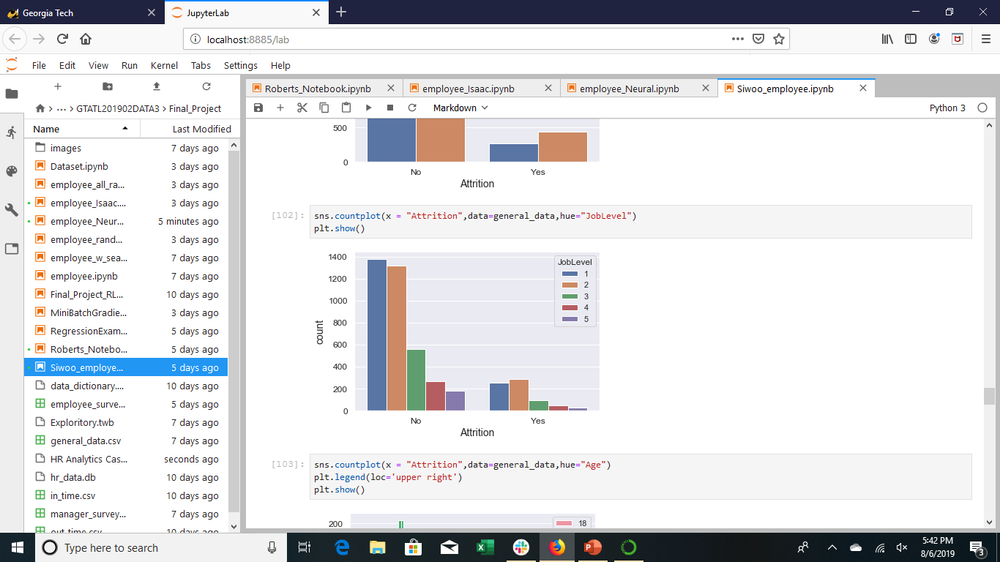 Georgia Tech
JupyterLab
localhost:8885/lab
File Edit View Run Kernel Tabs Settings Help
Roberts_Notebook.ipynb employee_Isaac.ipynb employee_Neural.ipynb Siwoo_employee.ipynb
Markdown
Python 3
... > GTATL201902DATA3 > Final_Project
Name Last Modified
images 7 days ago
Dataset.ipynb 3 days ago
employee_all_ra... 3 days ago
employee_Isaac.... 3 days ago
employee_Neur... 5 minutes ago
employee_rand... 3 days ago
employee_w_sea... 7 days ago
employee.ipynb 7 days ago
Final_Project_RL... 10 days ago
MiniBatchGradie... 3 days ago
RegressionExam... 5 days ago
Roberts_Notebo... 5 days ago
Siwoo_employe... 5 days ago
data_dictionary.... 10 days ago
employee_surve... 5 days ago
Exploritory.twb 7 days ago
general_data.csv 7 days ago
HR Analytics Cas... seconds ago
hr_data.db 10 days ago
in_time.csv 10 days ago
manager_survey... 7 days ago
out_time.csv 10 days ago
500
0
No Yes
Attrition
[102]:
sns.countplot(x = "Attrition",data=general_data,hue="JobLevel")
plt.show()
1400
1200
1000
800
600
400
200
0
count
JobLevel
1
2
3
4
5
No Yes
Attrition
[103]:
sns.countplot(x = "Attrition",data=general_data,hue="Age")
plt.legend(loc='upper right')
plt.show()
200
18
Type here to search
5:42 PM
8/6/2019
3